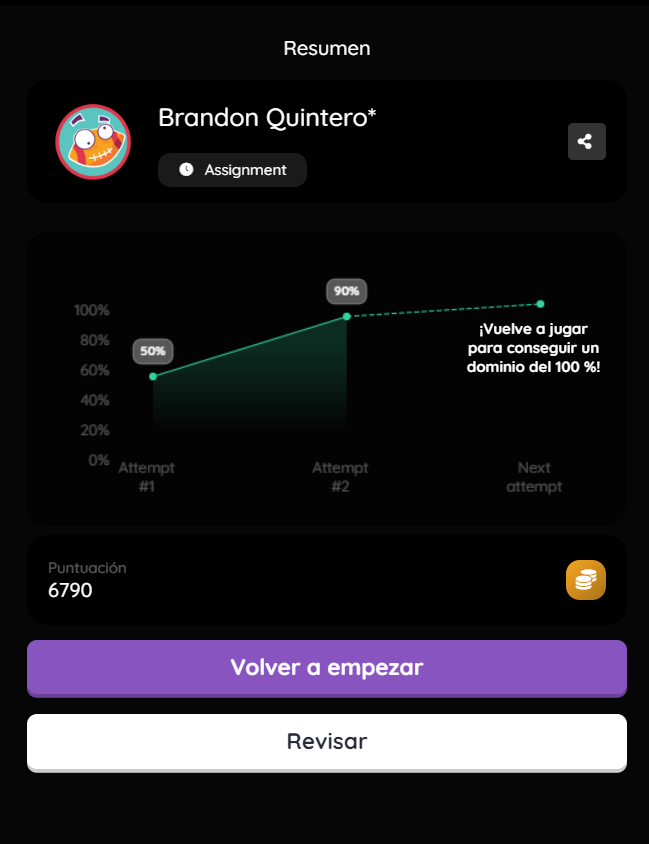 Resumen
Brandon Quintero*
Assignment
100%
80%
60%
40%
20%
0%
50%
90%
¡Vuelve a jugar
para conseguir un
dominio del 100 %!
Attempt
#1
Attempt
#2
Next
attempt
Puntuación
6790
Volver a empezar
Revisar